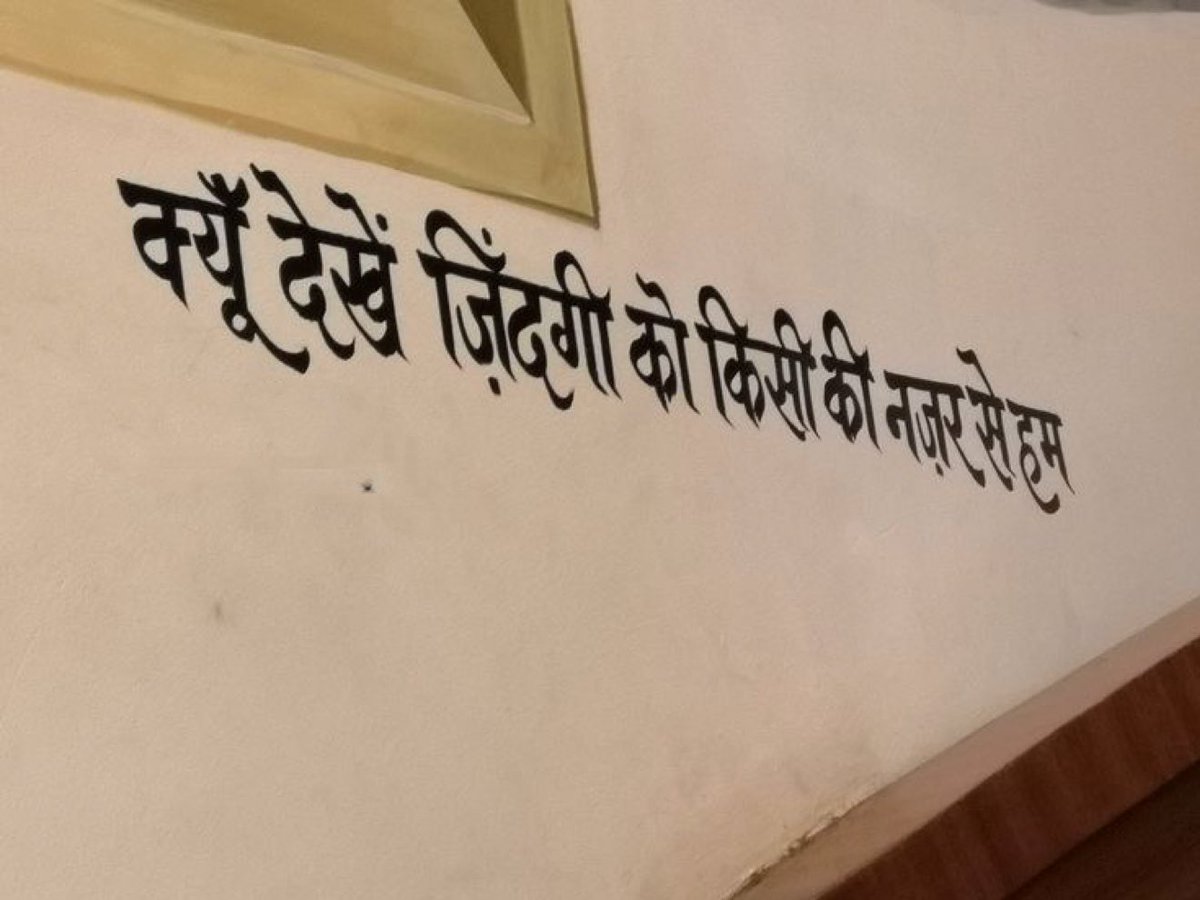 क्यूँ देखें ज़िंदगी को किसी की नज़र से हम